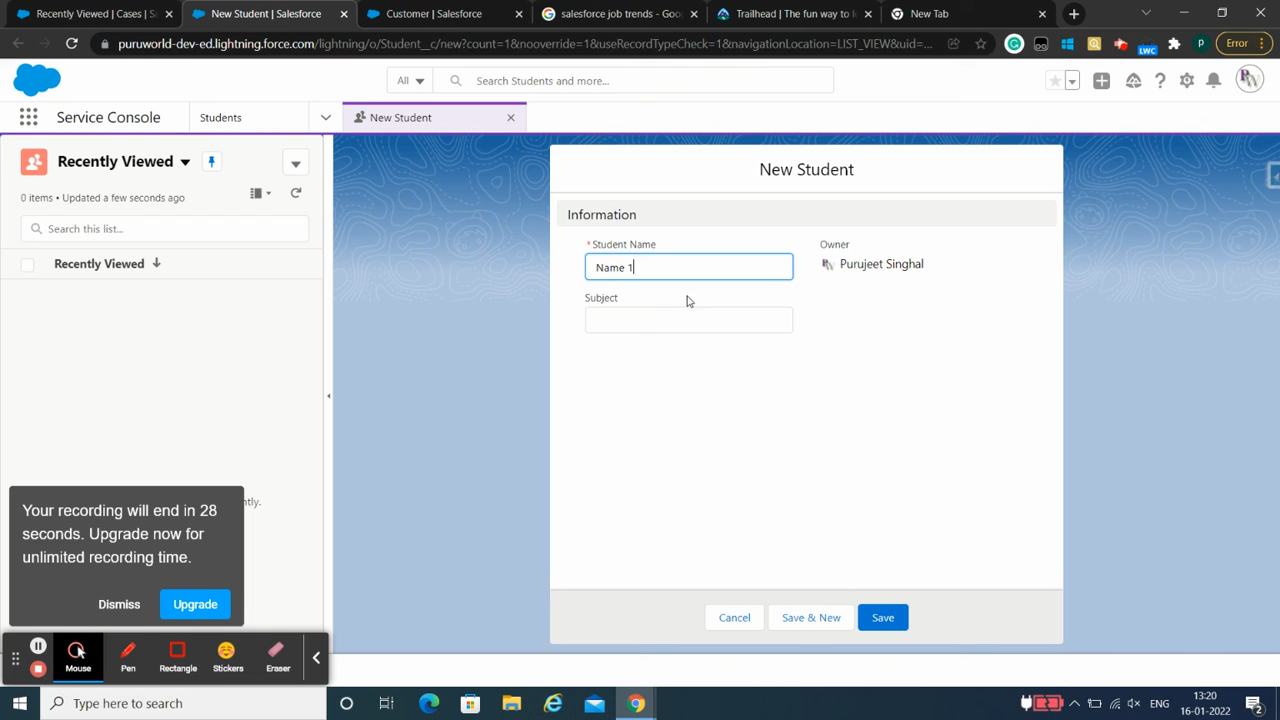 Recently Viewed | Cases | Sa
New Student | Salesforce
Customer | Salesforce
salesforce job trends - Goo
Trailhead | The fun way to l
New Tab
puruworld-dev-ed.lightning.force.com/lightning/o/Student__c/new?count=1&nooverride=1&useRecordTypeCheck=1&navigationLocation=LIST_VIEW&uid=...
LWC
P
Error
All
Search Students and more...
Service Console
Students
New Student
Recently Viewed
0 items • Updated a few seconds ago
Search this list...
Recently Viewed
ntly.
New Student
Information
* Student Name
Name 1
Owner
Purujeet Singhal
Subject
Cancel
Save & New
Save
Your recording will end in 28
seconds. Upgrade now for
unlimited recording time.
Dismiss
Upgrade
Mouse
Pen
Rectangle
Stickers
Eraser
Type here to search
ENG
13:20
16-01-2022
2